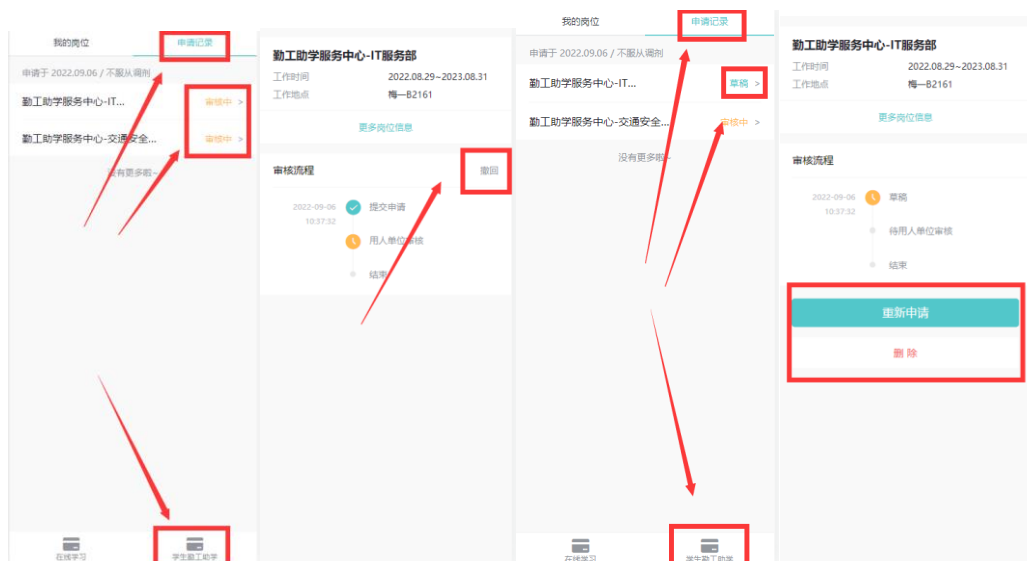 我的岗位 申请记录
申请于 2022.09.06 / 不服从调剂
勤工助学服务中心-IT... 审核中 >
勤工助学服务中心-交通安全... 审核中 >
没有更多啦~
在线学习 学生勤工助学
勤工助学服务中心-IT服务部
工作时间 2022.08.29~2023.08.31
工作地点 梅—B2161
更多岗位信息
审核流程 撤回
2022-09-06 提交申请
10:37:32
用人单位审核
结束
我的岗位 申请记录
申请于 2022.09.06 / 不服从调剂
勤工助学服务中心-IT... 草稿 >
勤工助学服务中心-交通安全... 审核中 >
没有更多啦~
在线学习 学生勤工助学
勤工助学服务中心-IT服务部
工作时间 2022.08.29~2023.08.31
工作地点 梅—B2161
更多岗位信息
审核流程
2022-09-06 草稿
10:37:32
待用人单位审核
结束
重新申请
删 除